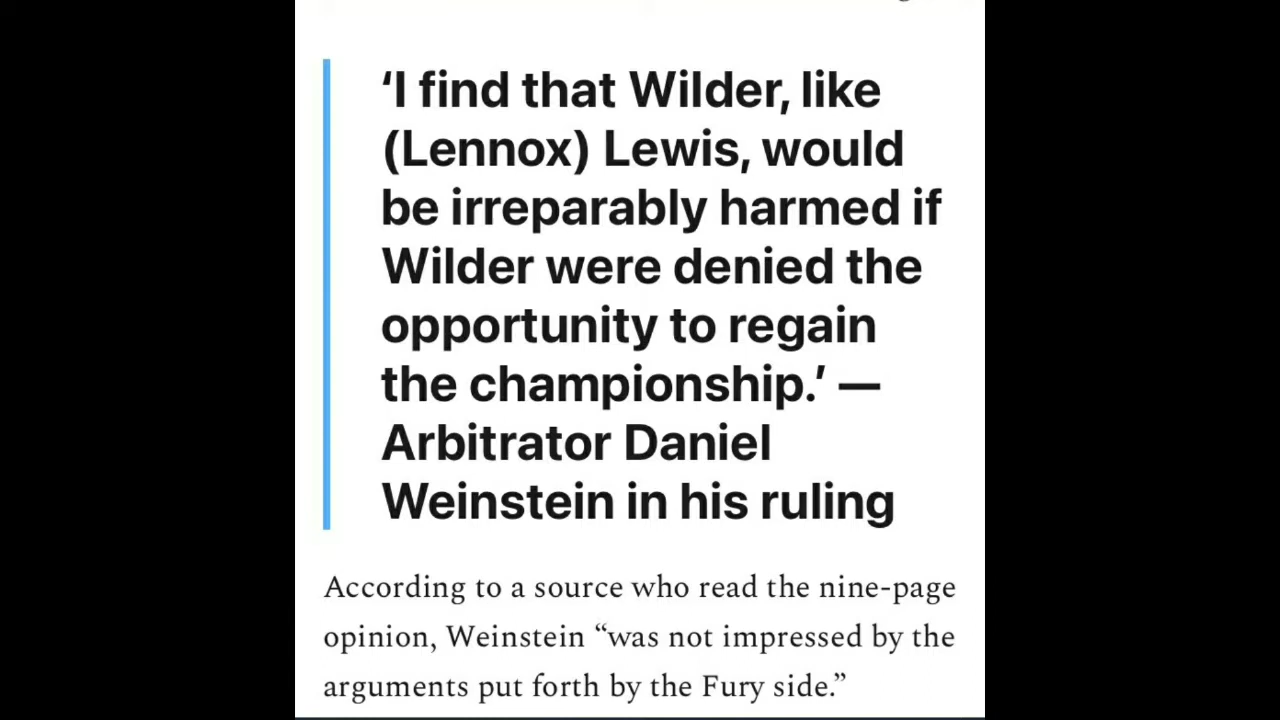 ‘I find that Wilder, like
(Lennox) Lewis, would
be irreparably harmed if
Wilder were denied the
opportunity to regain
the championship.’ —
Arbitrator Daniel
Weinstein in his ruling
According to a source who read the nine-page
opinion, Weinstein “was not impressed by the
arguments put forth by the Fury side.”